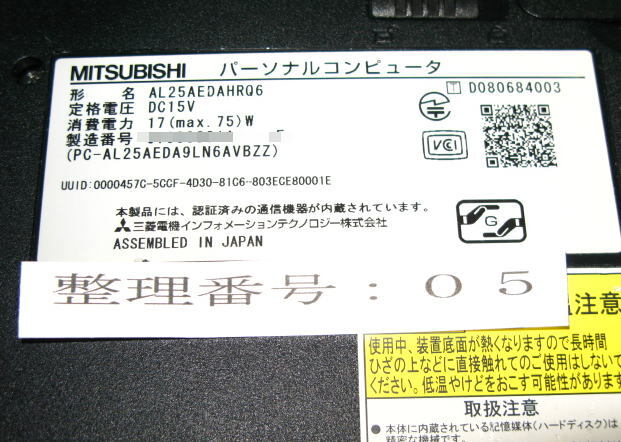 MITSUBISHI パーソナルコンピュータ
形 名 AL25AEDAHRQ6
T D080684003
定格電圧 DC15V
消費電力 17(max.75)W
製造番号
(PC-AL25AEDA9LN6AVBZZ)
VCCI
UUID:0000457C-5CCF-4D30-81C6-803ECE80001E
本製品には、認証済みの通信機器が内蔵されています。
三菱電機インフォメーションテクノロジー株式会社
ASSEMBLED IN JAPAN
G
整理番号：05
温注意
使用中、装置底面が熱くなりますので長時間
ひざの上などに直接触れてのご使用はしないで
ください。低温やけどをおこす可能性があります
取扱注意
● 本体に内蔵されている記憶媒体(ハードディスク)は
精密な機械です。